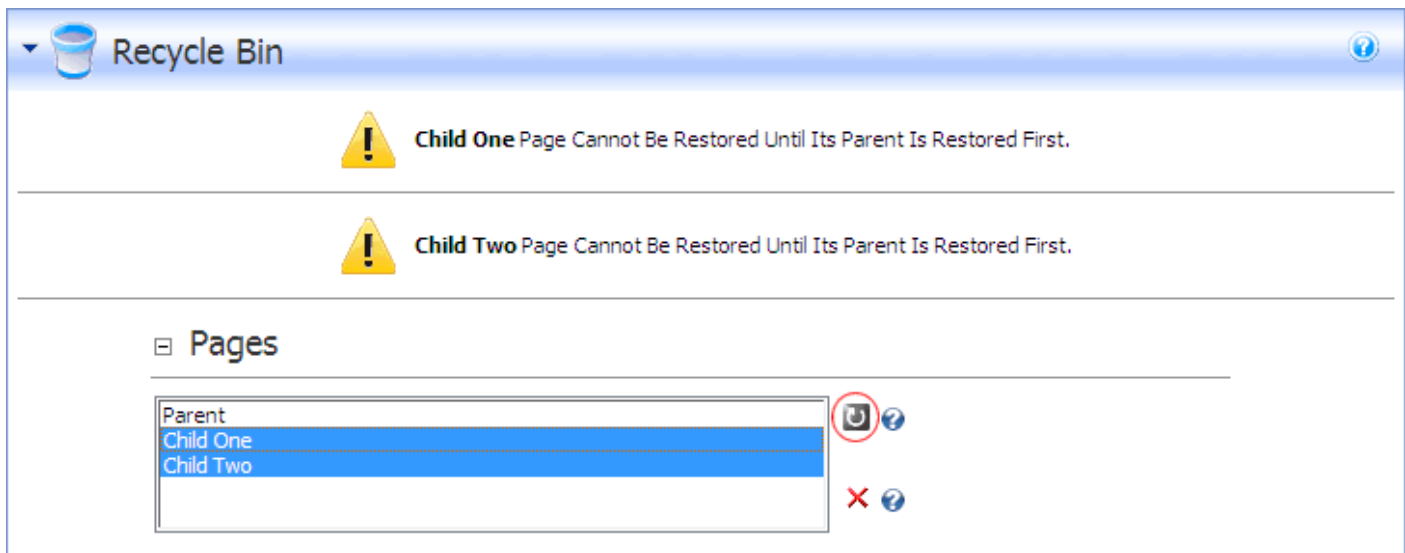 Recycle Bin
Child One Page Cannot Be Restored Until Its Parent Is Restored First.
Child Two Page Cannot Be Restored Until Its Parent Is Restored First.
Pages
Parent
Child One
Child Two